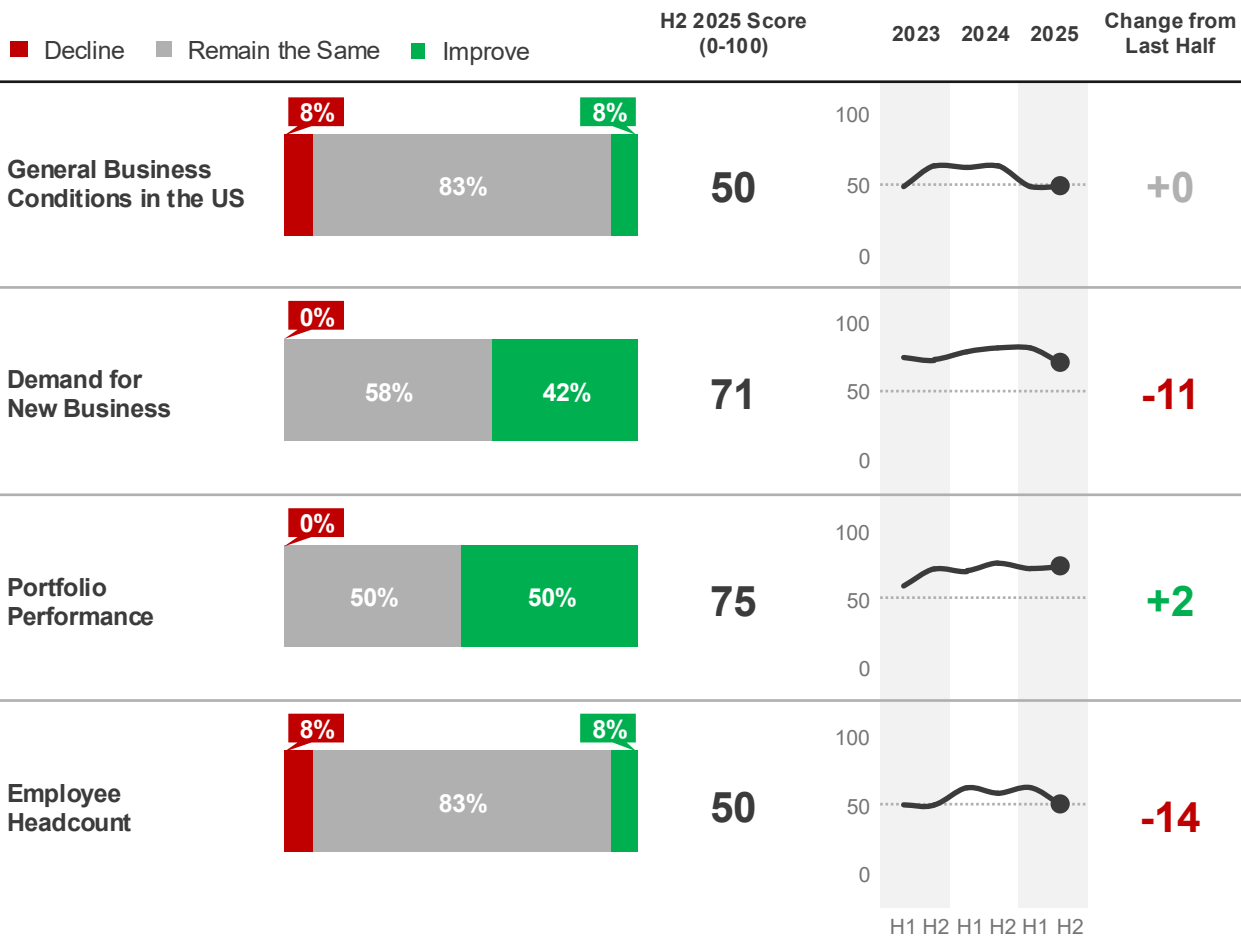 H2 2025 Score
(0-100)
2023 2024 2025
Change from
Last Half
Decline Remain the Same Improve
8% 8%
General Business
Conditions in the US
83%
50
100
50
0
+0
0%
Demand for
New Business
58% 42%
71
100
50
0
-11
0%
Portfolio
Performance
50% 50%
75
100
50
0
+2
8% 8%
Employee
Headcount
83%
50
100
50
0
-14
H1 H2 H1 H2 H1 H2